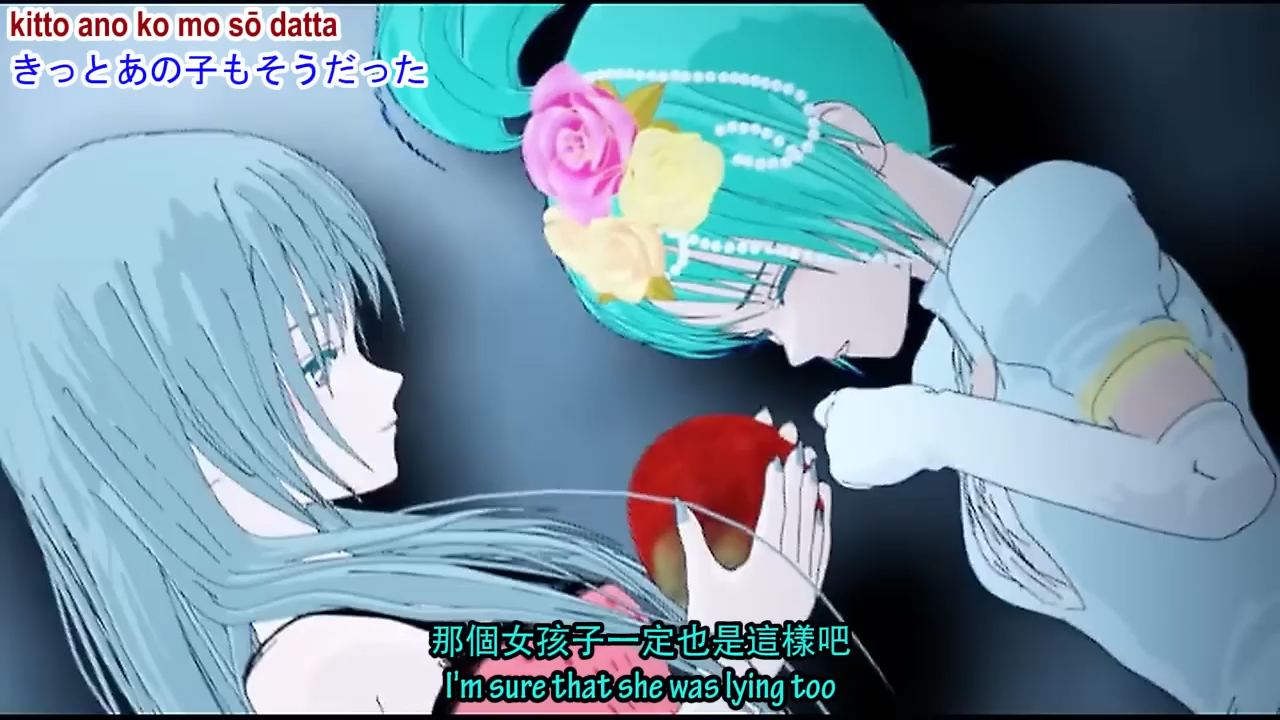 kitto ano ko mo sō datta
きっとあの子もそうだった
那個女孩子一定也是這樣吧
I'm sure that she was lying too